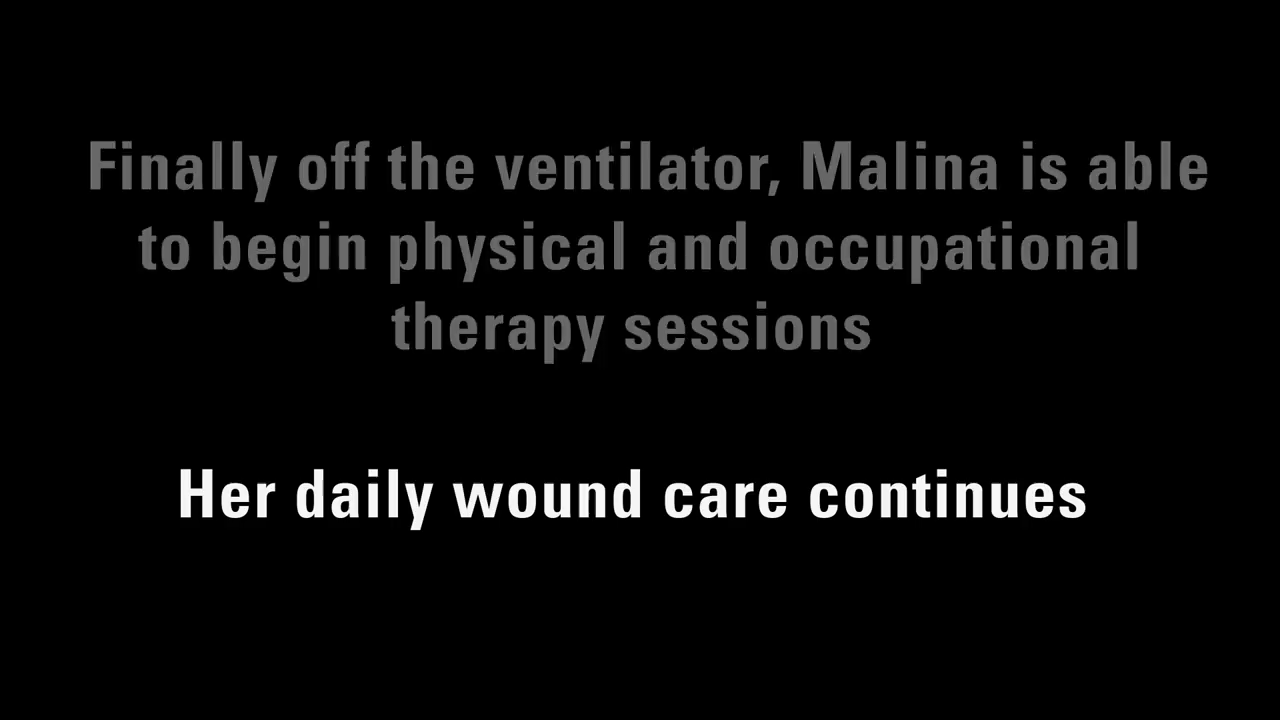 Finally off the ventilator, Malina is able
to begin physical and occupational
therapy sessions
Her daily wound care continues